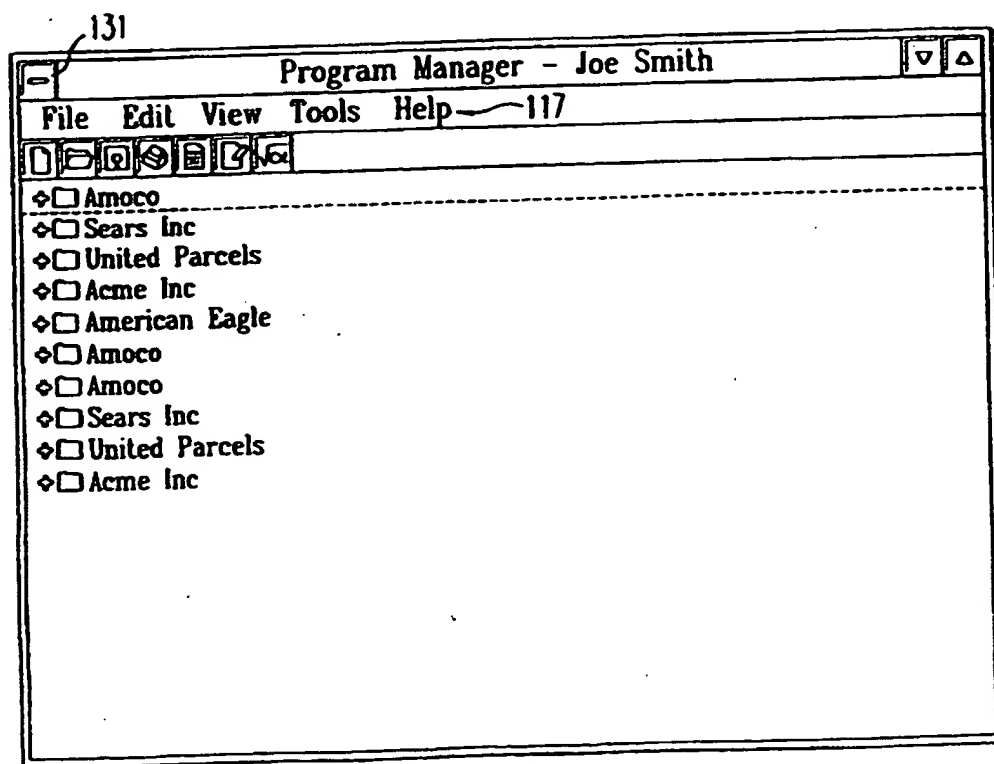 131
Program Manager - Joe Smith
File Edit View Tools Help 117
√α
Amoco
Sears Inc
United Parcels
Acme Inc
American Eagle
Amoco
Amoco
Sears Inc
United Parcels
Acme Inc